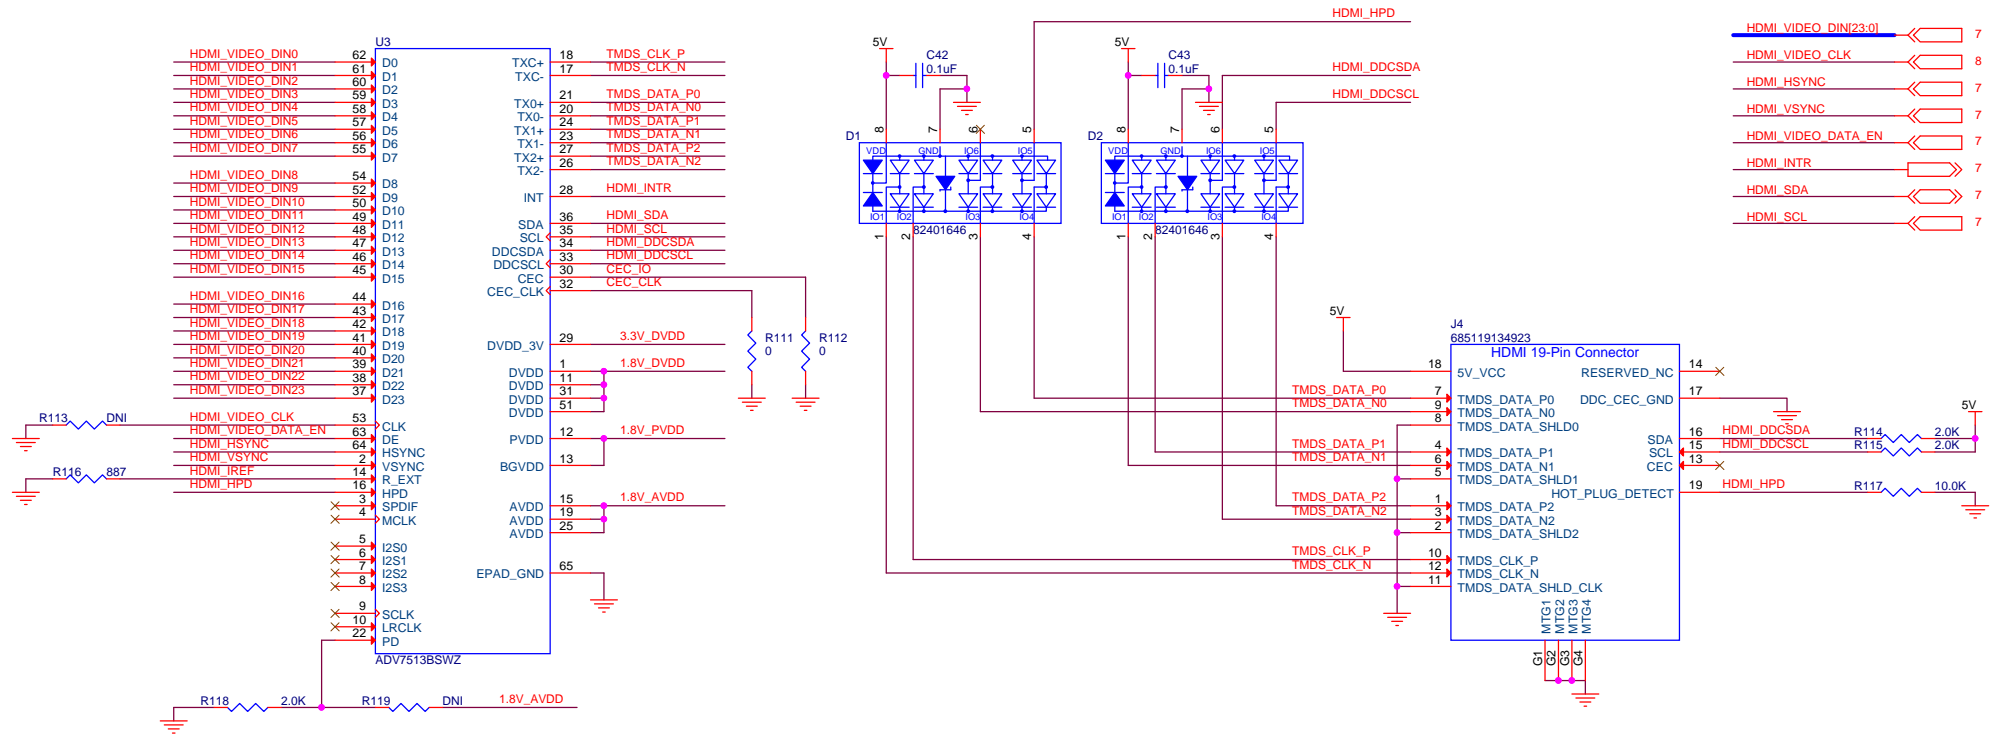 U3
HDMI_VIDEO_DIN0 62 D0
HDMI_VIDEO_DIN1 61 D1
HDMI_VIDEO_DIN2 60 D2
HDMI_VIDEO_DIN3 59 D3
HDMI_VIDEO_DIN4 58 D4
HDMI_VIDEO_DIN5 57 D5
HDMI_VIDEO_DIN6 56 D6
HDMI_VIDEO_DIN7 55 D7
HDMI_VIDEO_DIN8 54 D8
HDMI_VIDEO_DIN9 52 D9
HDMI_VIDEO_DIN10 50 D10
HDMI_VIDEO_DIN11 49 D11
HDMI_VIDEO_DIN12 48 D12
HDMI_VIDEO_DIN13 47 D13
HDMI_VIDEO_DIN14 46 D14
HDMI_VIDEO_DIN15 45 D15
HDMI_VIDEO_DIN16 44 D16
HDMI_VIDEO_DIN17 43 D17
HDMI_VIDEO_DIN18 42 D18
HDMI_VIDEO_DIN19 41 D19
HDMI_VIDEO_DIN20 40 D20
HDMI_VIDEO_DIN21 39 D21
HDMI_VIDEO_DIN22 38 D22
HDMI_VIDEO_DIN23 37 D23
R113 DNI HDMI_VIDEO_CLK 53 CLK
HDMI_VIDEO_DATA_EN 63 DE
HDMI_HSYNC 64 HSYNC
HDMI_VSYNC 2 VSYNC
R116 887 HDMI_IREF 14 R_EXT
HDMI_HPD 16 HPD
3 SPDIF
4 MCLK
5 I2S0
6 I2S1
7 I2S2
8 I2S3
9 SCLK
10 LRCLK
22 PD
ADV7513BSWZ
R118 2.0K R119 DNI 1.8V_AVDD
TXC+ 18 TMDS_CLK_P
TXC- 17 TMDS_CLK_N
TX0+ 21 TMDS_DATA_P0
TX0- 20 TMDS_DATA_N0
TX1+ 24 TMDS_DATA_P1
TX1- 23 TMDS_DATA_N1
TX2+ 27 TMDS_DATA_P2
TX2- 26 TMDS_DATA_N2
INT 28 HDMI_INTR
SDA 36 HDMI_SDA
SCL 35 HDMI_SCL
DDCSDA 34 HDMI_DDCSDA
DDCSCL 33 HDMI_DDCSCL
CEC 30 CEC_IO
CEC_CLK 32 CEC_CLK
R111 0
R112 0
DVDD_3V 29 3.3V_DVDD
DVDD 1 1.8V_DVDD
DVDD 11
DVDD 31
DVDD 51
PVDD 12 1.8V_PVDD
BGVDD 13
AVDD 15 1.8V_AVDD
AVDD 19
AVDD 25
EPAD_GND 65
HDMI_HPD
5V
C42
0.1uF
D1
8 7 6 5
VDD GND IO6 IO5
IO1 IO2 IO3 IO4
82401646
1 2 3 4
5V
C43
0.1uF
HDMI_DDCSDA
HDMI_DDCSCL
D2
8 7 6 5
VDD GND IO6 IO5
IO1 IO2 IO3 IO4
82401646
1 2 3 4
HDMI_VIDEO_DIN[23:0] 7
HDMI_VIDEO_CLK 8
HDMI_HSYNC 7
HDMI_VSYNC 7
HDMI_VIDEO_DATA_EN 7
HDMI_INTR 7
HDMI_SDA 7
HDMI_SCL 7
5V
J4
685119134923
HDMI 19-Pin Connector
18 5V_VCC
TMDS_DATA_P0 7 TMDS_DATA_P0
TMDS_DATA_N0 9 TMDS_DATA_N0
8 TMDS_DATA_SHLD0
TMDS_DATA_P1 4 TMDS_DATA_P1
TMDS_DATA_N1 6 TMDS_DATA_N1
5 TMDS_DATA_SHLD1
TMDS_DATA_P2 1 TMDS_DATA_P2
TMDS_DATA_N2 3 TMDS_DATA_N2
2 TMDS_DATA_SHLD2
TMDS_CLK_P 10 TMDS_CLK_P
TMDS_CLK_N 12 TMDS_CLK_N
11 TMDS_DATA_SHLD_CLK
RESERVED_NC 14
DDC_CEC_GND 17
5V
SDA 16 HDMI_DDCSDA R114 2.0K
SCL 15 HDMI_DDCSCL R115 2.0K
CEC 13
HOT_PLUG_DETECT 19 HDMI_HPD R117 10.0K
MTG1 MTG2 MTG3 MTG4
G1 G2 G3 G4